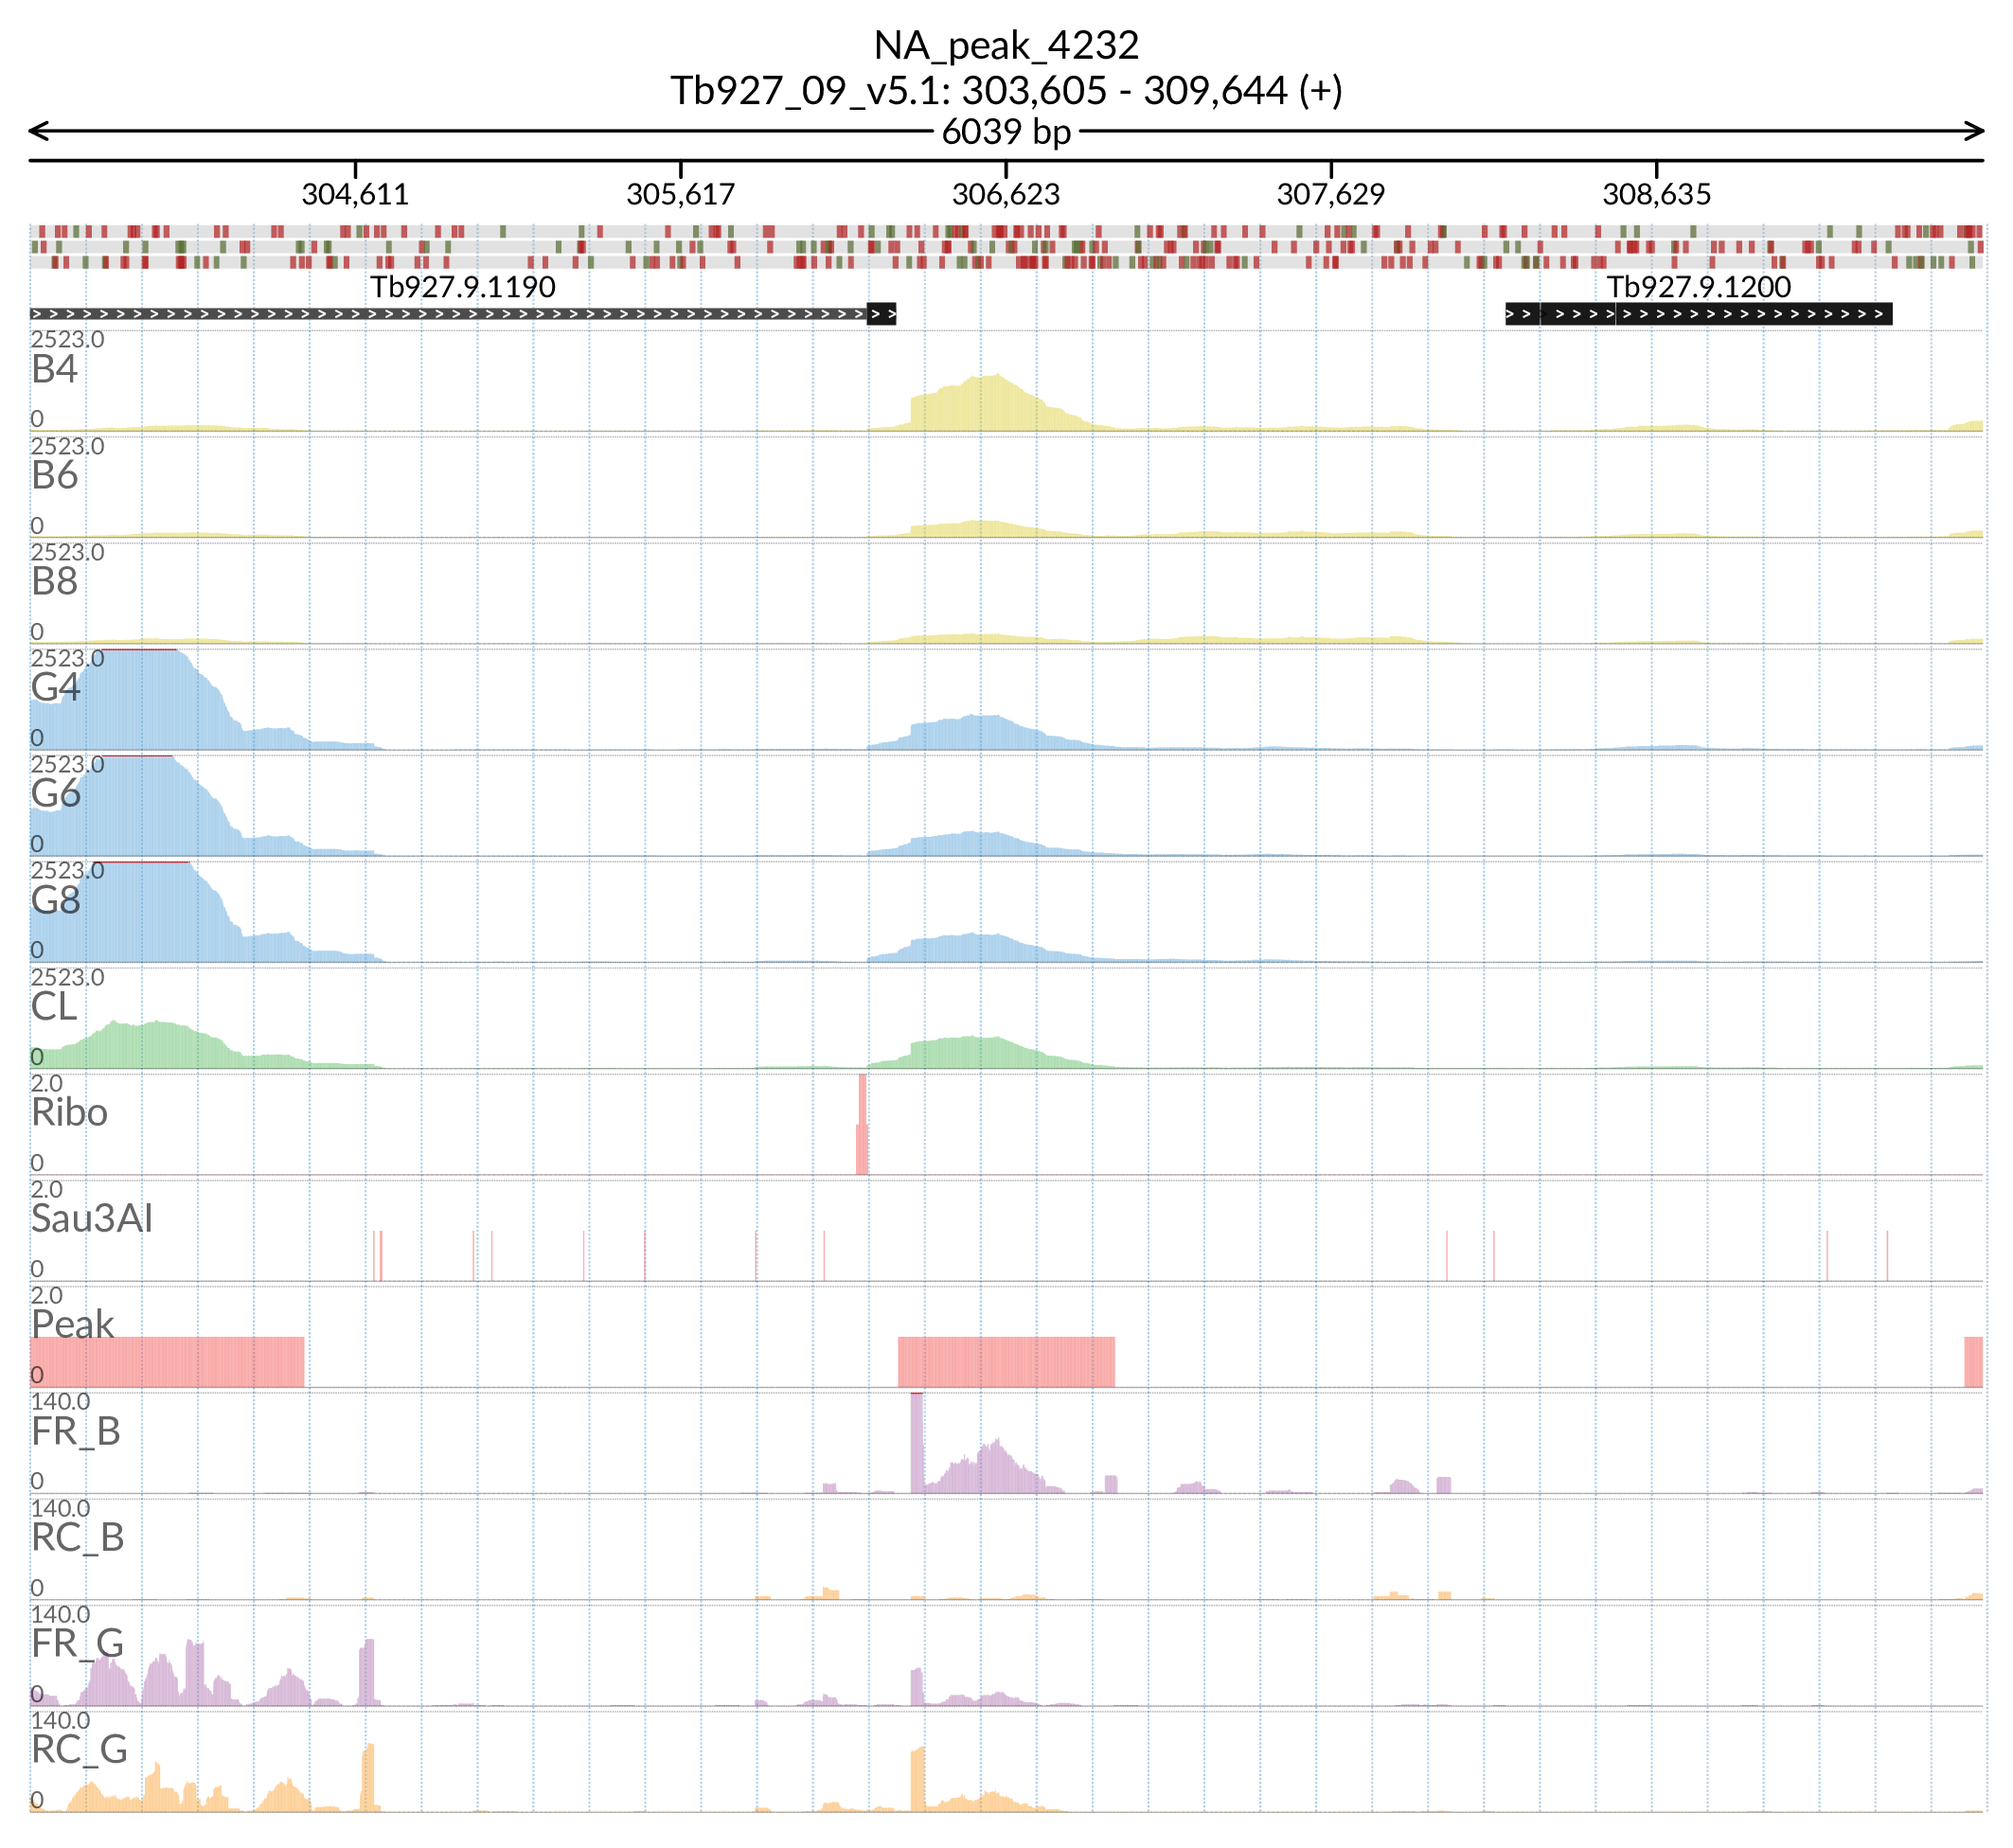 NA_peak_4232
Tb927_09_v5.1: 303,605 - 309,644 (+)
6039 bp
304,611 305,617 306,623 307,629 308,635
Tb927.9.1190 Tb927.9.1200
2523.0
B4
0
2523.0
B6
0
2523.0
B8
0
2523.0
G4
0
2523.0
G6
0
2523.0
G8
0
2523.0
CL
0
2.0
Ribo
0
2.0
Sau3AI
0
2.0
Peak
0
140.0
FR_B
0
140.0
RC_B
0
140.0
FR_G
0
140.0
RC_G
0